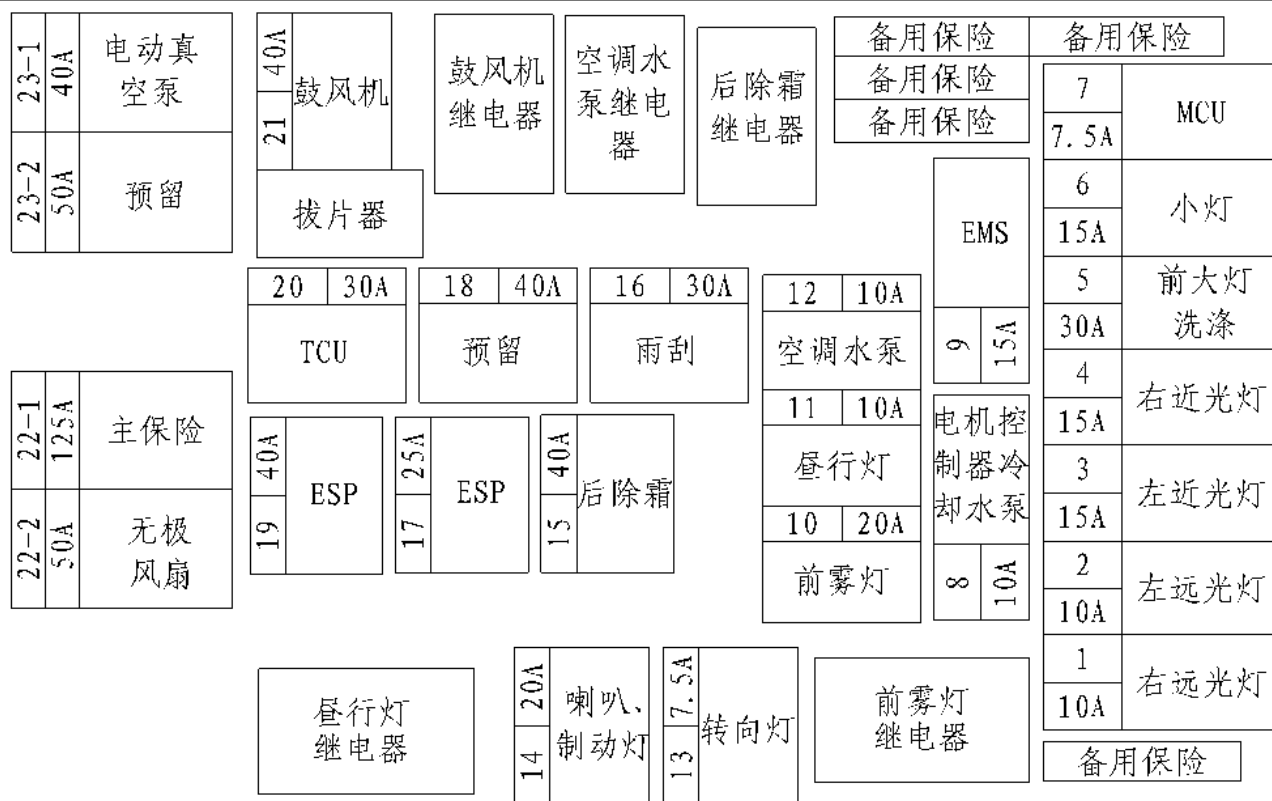 23-1
40A
电动真
空泵
23-2
50A
预留
40A
21
鼓风机
拔片器
鼓风机
继电器
空调水
泵继电
器
后除霜
继电器
备用保险
备用保险
备用保险
备用保险
7
7.5A
MCU
6
15A
小灯
5
30A
前大灯
洗涤
4
15A
右近光灯
3
15A
左近光灯
2
10A
左远光灯
1
10A
右远光灯
备用保险
EMS
9
15A
电机控
制器冷
却水泵
8
10A
20
30A
TCU
18
40A
预留
16
30A
雨刮
12
10A
空调水泵
11
10A
昼行灯
10
20A
前雾灯
22-1
125A
主保险
22-2
50A
无极
风扇
40A
19
ESP
25A
17
ESP
40A
15
后除霜
昼行灯
继电器
20A
14
喇叭、
制动灯
7.5A
13
转向灯
前雾灯
继电器